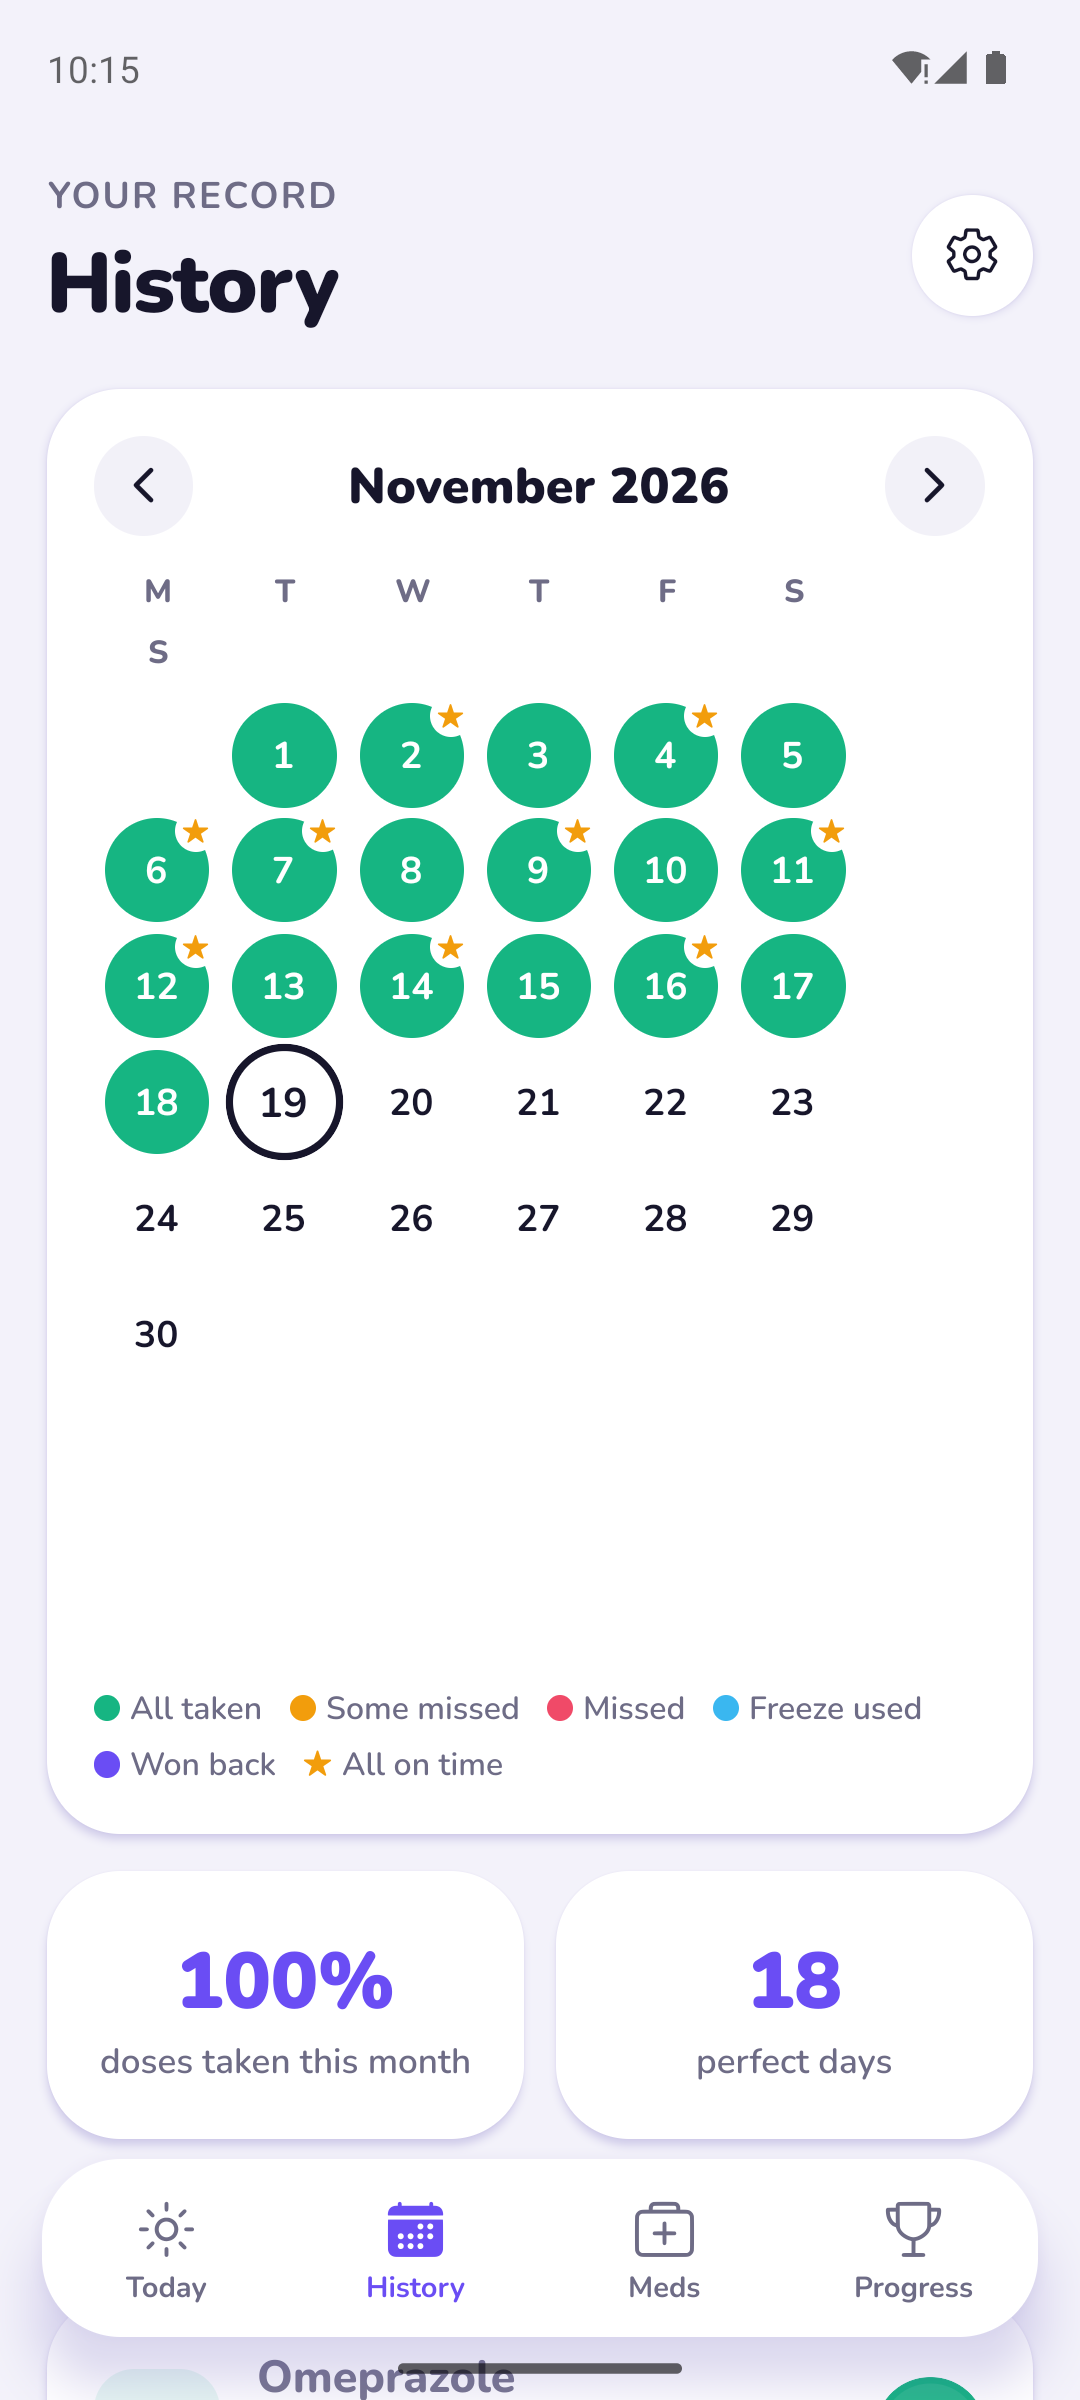 10:15
YOUR RECORD
History
November 2026
M T W T F S
S
1 2 3 4 5
6 7 8 9 10 11
12 13 14 15 16 17
18 19 20 21 22 23
24 25 26 27 28 29
30
All taken Some missed Missed Freeze used
Won back All on time
100% 18
doses taken this month perfect days
Today History Meds Progress
Omeprazole